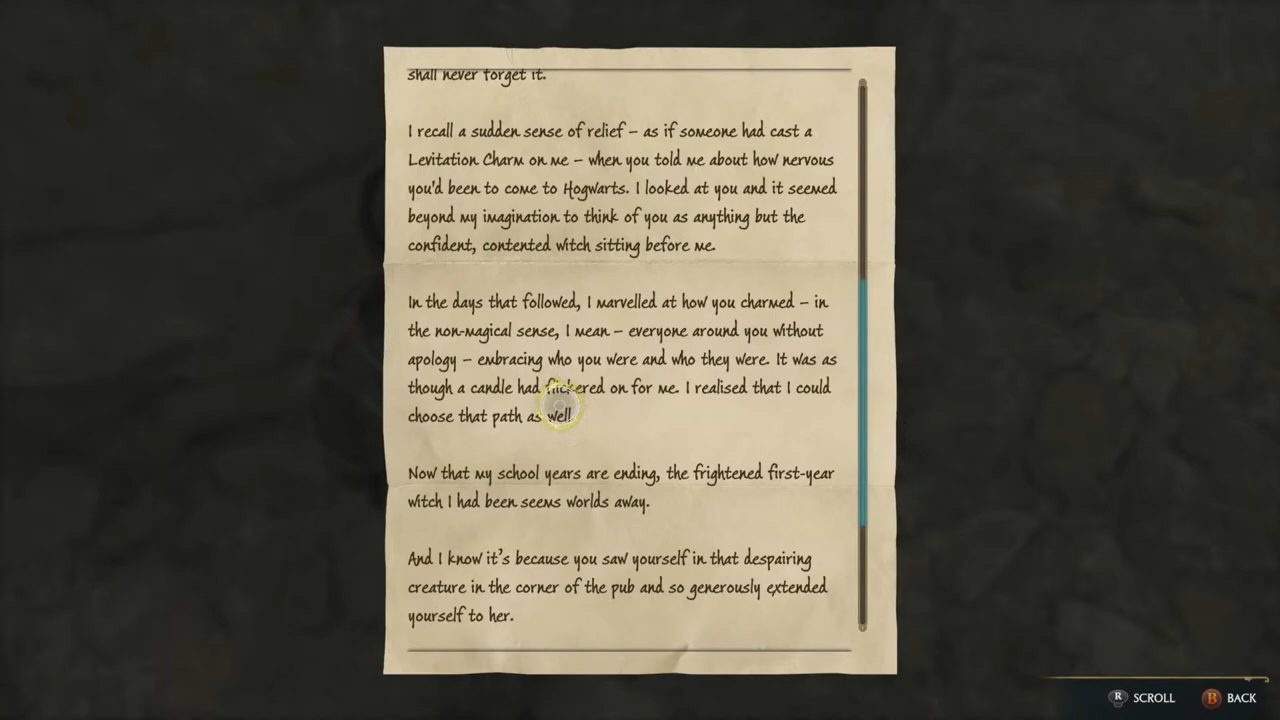 shall never forget it.
I recall a sudden sense of relief – as if someone had cast a
Levitation Charm on me – when you told me about how nervous
you'd been to come to Hogwarts. I looked at you and it seemed
beyond my imagination to think of you as anything but the
confident, contented witch sitting before me.
In the days that followed, I marvelled at how you charmed – in
the non-magical sense, I mean – everyone around you without
apology – embracing who you were and who they were. It was as
though a candle had flickered on for me. I realised that I could
choose that path as well.
Now that my school years are ending, the frightened first-year
witch I had been seems worlds away.
And I know it's because you saw yourself in that despairing
creature in the corner of the pub and so generously extended
yourself to her.
R SCROLL B BACK